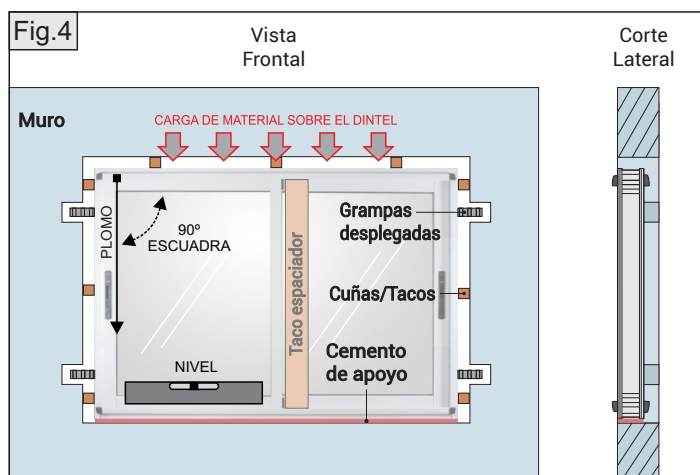 Fig.4
Vista
Frontal
Corte
Lateral
Muro
CARGA DE MATERIAL SOBRE EL DINTEL
PLOMO
90º
ESCUADRA
Grampas
desplegadas
Taco espaciador
Cuñas/Tacos
NIVEL
Cemento
de apoyo